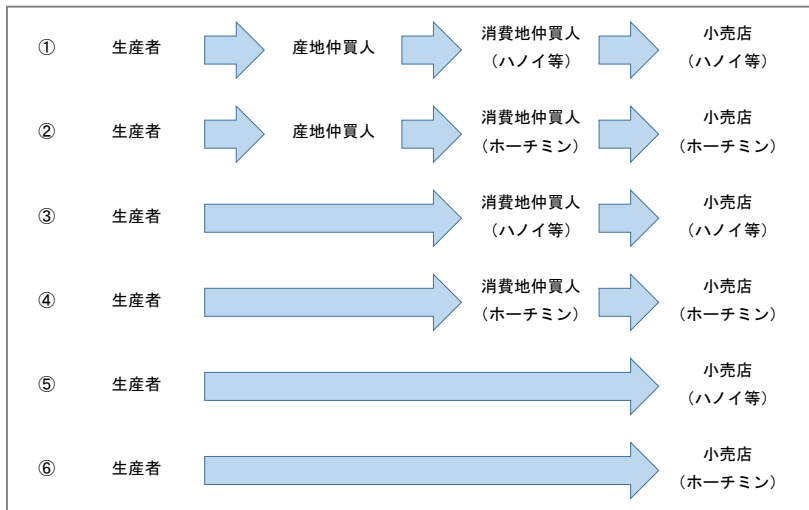 ① 生産者 産地仲買人 消費地仲買人 小売店
（ハノイ等） （ハノイ等）
② 生産者 産地仲買人 消費地仲買人 小売店
（ホーチミン） （ホーチミン）
③ 生産者 消費地仲買人 小売店
（ハノイ等） （ハノイ等）
④ 生産者 消費地仲買人 小売店
（ホーチミン） （ホーチミン）
⑤ 生産者 小売店
（ハノイ等）
⑥ 生産者 小売店
（ホーチミン）